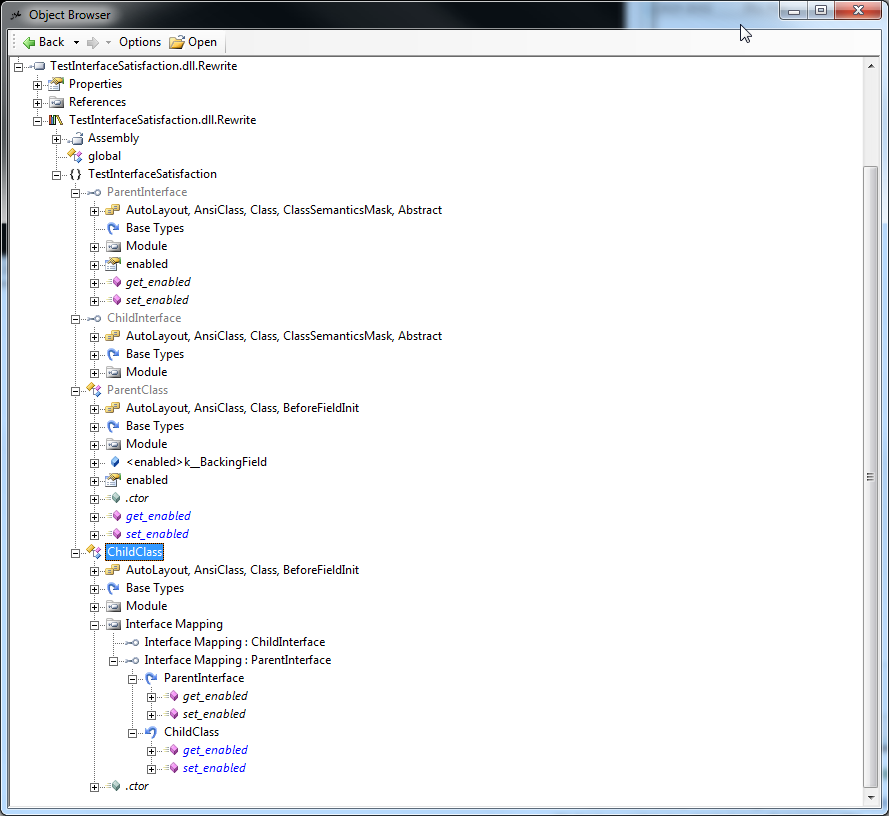 Object Browser
Back Options Open
TestInterfaceSatisfaction.dll.Rewrite
Properties
References
TestInterfaceSatisfaction.dll.Rewrite
Assembly
global
{} TestInterfaceSatisfaction
ParentInterface
AutoLayout, AnsiClass, Class, ClassSemanticsMask, Abstract
Base Types
Module
enabled
get_enabled
set_enabled
ChildInterface
AutoLayout, AnsiClass, Class, ClassSemanticsMask, Abstract
Base Types
Module
ParentClass
AutoLayout, AnsiClass, Class, BeforeFieldInit
Base Types
Module
<enabled>k__BackingField
enabled
.ctor
get_enabled
set_enabled
ChildClass
AutoLayout, AnsiClass, Class, BeforeFieldInit
Base Types
Module
Interface Mapping
Interface Mapping : ChildInterface
Interface Mapping : ParentInterface
ParentInterface
get_enabled
set_enabled
ChildClass
get_enabled
set_enabled
.ctor